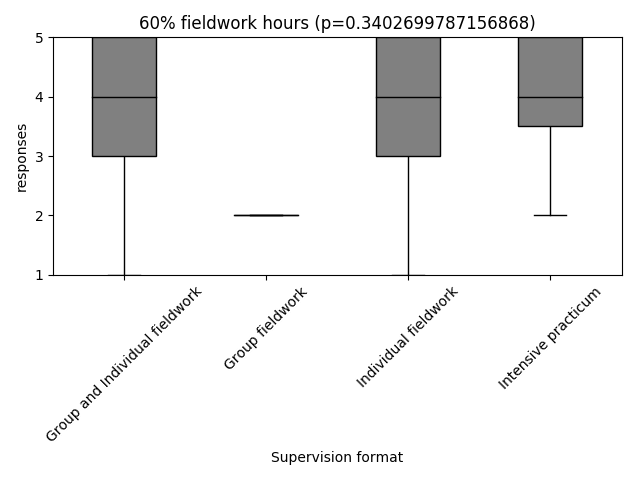 60% fieldwork hours (p=0.3402699787156868)
responses
5
4
3
2
1
Group and Individual fieldwork
Group fieldwork
Individual fieldwork
Intensive practicum
Supervision format